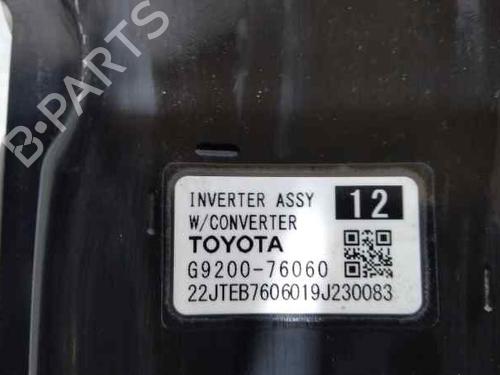 B·PARTS
INVERTER ASSY 12
W/CONVERTER
TOYOTA
G9200-76060
22JTEB7606019J230083